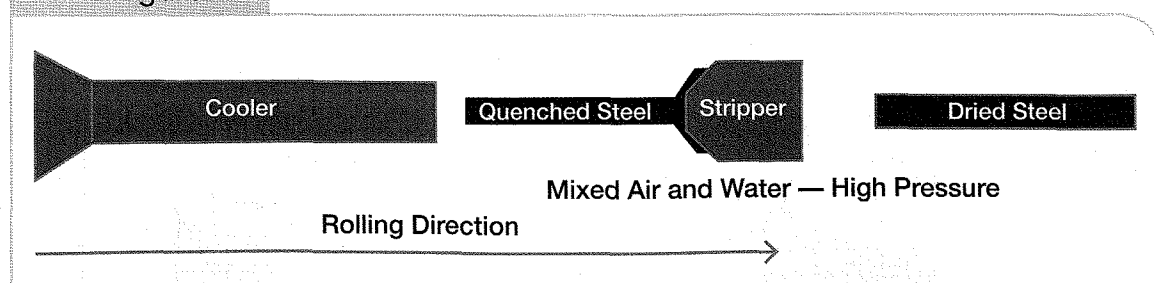 Cooler
Quenched Steel
Stripper
Dried Steel
Mixed Air and Water — High Pressure
Rolling Direction